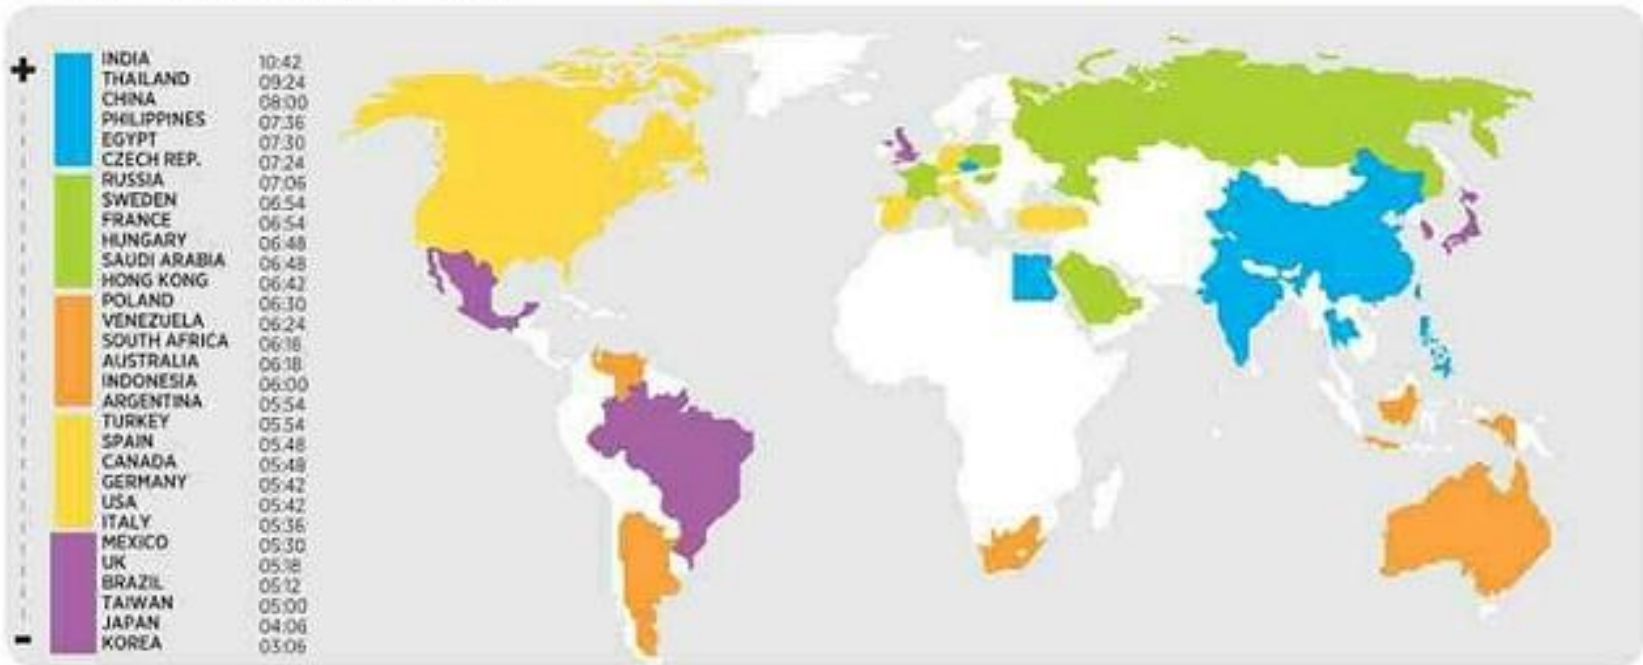 +
INDIA 10:42
THAILAND 09:24
CHINA 08:00
PHILIPPINES 07:36
EGYPT 07:30
CZECH REP. 07:24
RUSSIA 07:06
SWEDEN 06:54
FRANCE 06:54
HUNGARY 06:48
SAUDI ARABIA 06:48
HONG KONG 06:42
POLAND 06:30
VENEZUELA 06:24
SOUTH AFRICA 06:18
AUSTRALIA 06:18
INDONESIA 06:00
ARGENTINA 05:54
TURKEY 05:54
SPAIN 05:48
CANADA 05:48
GERMANY 05:42
USA 05:42
ITALY 05:36
MEXICO 05:30
UK 05:18
BRAZIL 05:12
TAIWAN 05:00
JAPAN 04:06
KOREA 03:06
-